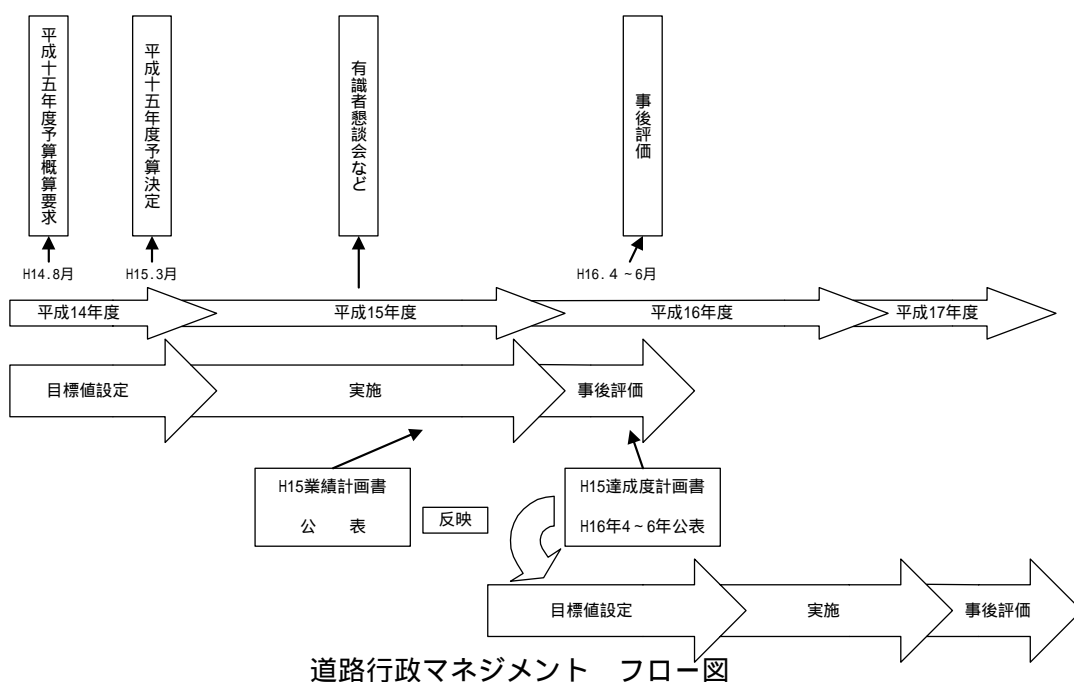 平成十五年度予算概算要求
平成十五年度予算決定
有識者懇談会など
事後評価
H14.8月
H15.3月
H16.4~6月
平成14年度
平成15年度
平成16年度
平成17年度
目標値設定
実施
事後評価
H15業績計画書
公　表
反映
H15達成度計画書
H16年4~6年公表
目標値設定
実施
事後評価
道路行政マネジメント　フロー図